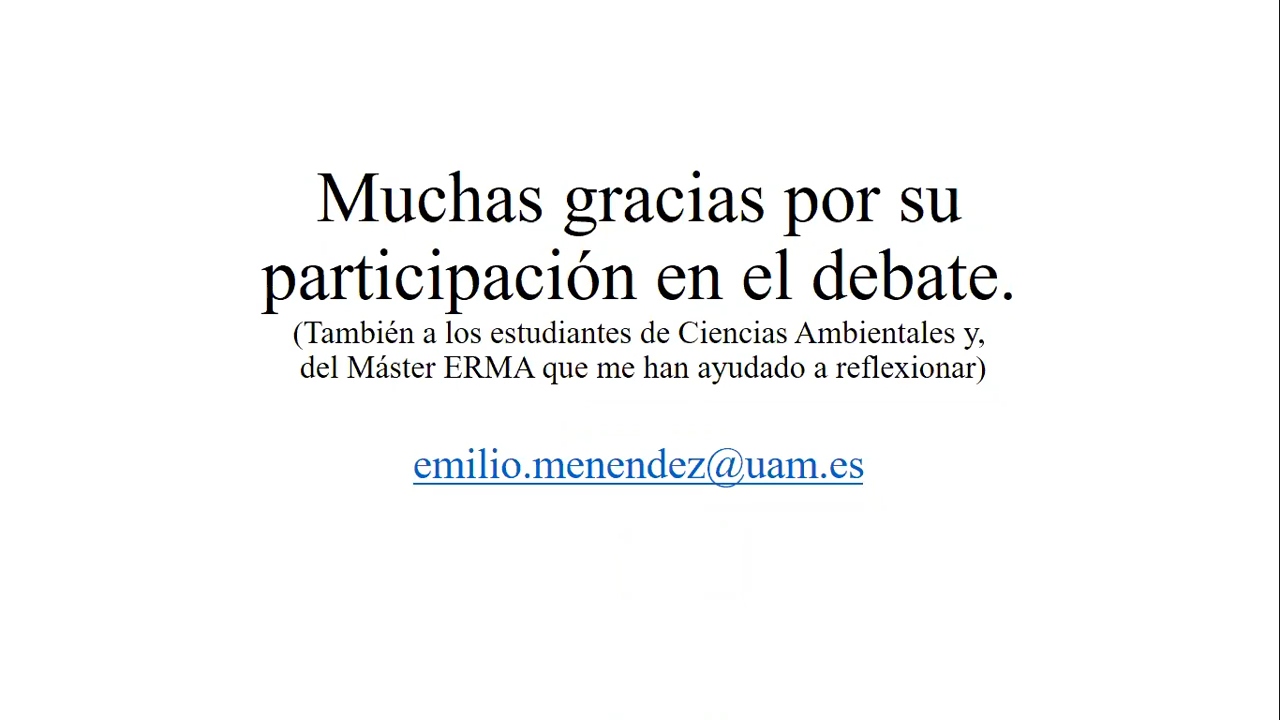 Muchas gracias por su
participación en el debate.
(También a los estudiantes de Ciencias Ambientales y,
del Máster ERMA que me han ayudado a reflexionar)
emilio.menendez@uam.es